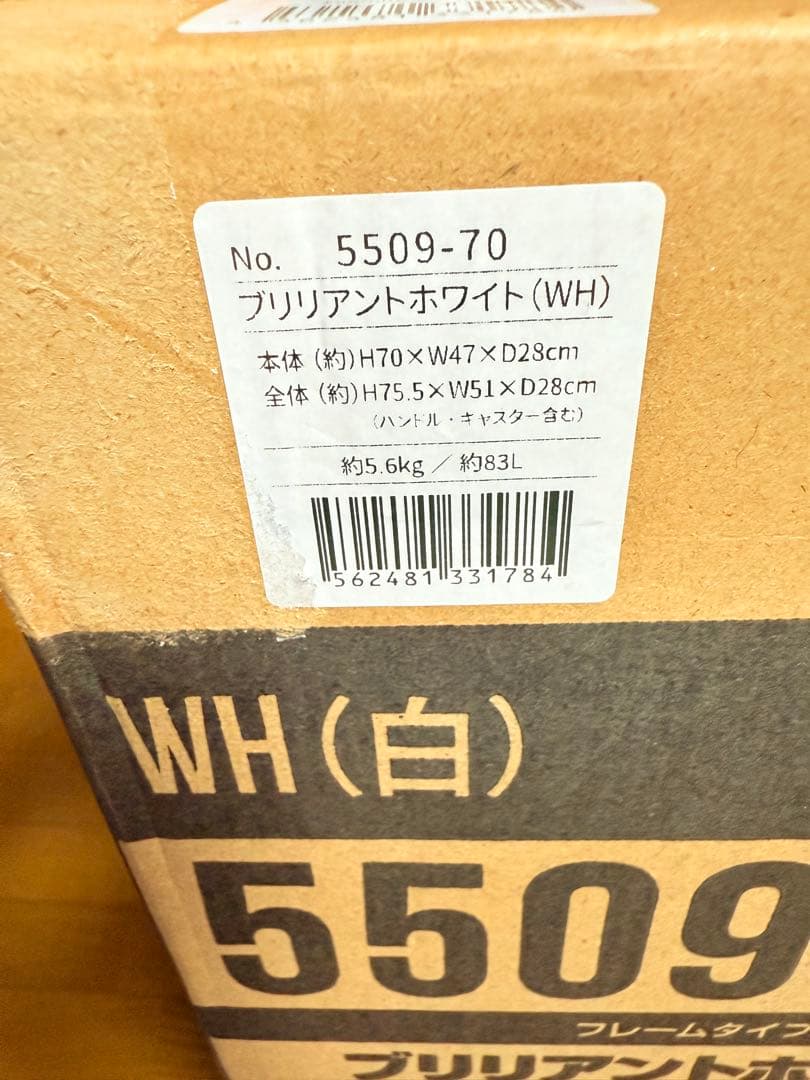 No. 5509-70
ブリリアントホワイト(WH)
本体 (約)H70×W47×D28cm
全体 (約)H75.5×W51×D28cm
(ハンドル・キャスター含む)
約5.6kg / 約83L
562481 331784
WH(白)
5509
フレームタイプ
ブリリアントホ